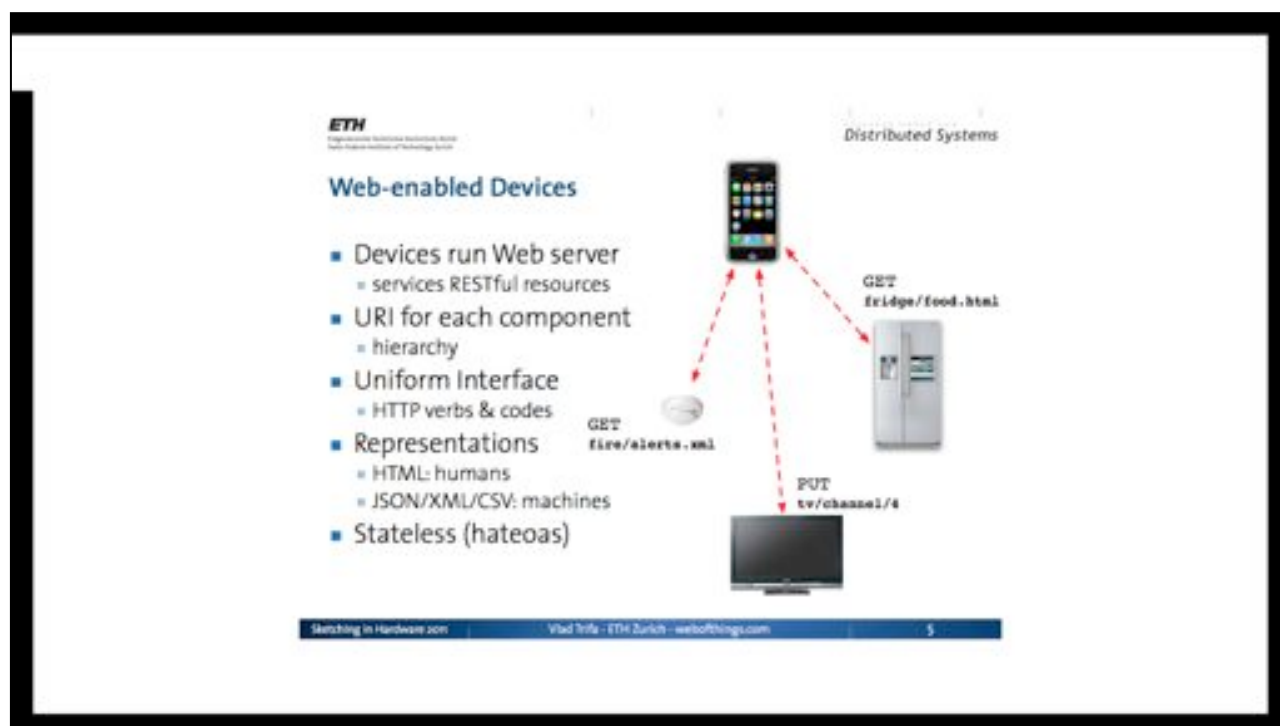 ETH
Distributed Systems
Web-enabled Devices
Devices run Web server
services RESTful resources
URI for each component
hierarchy
Uniform Interface
HTTP verbs & codes
Representations
HTML: humans
JSON/XML/CSV: machines
Stateless (hateoas)
GET
fridge/food.html
GET
fire/alerts.xml
PUT
tv/channel/4
Sketching in Hardware 2011
Vlad Trifa - ETH Zurich - webofthings.com
5